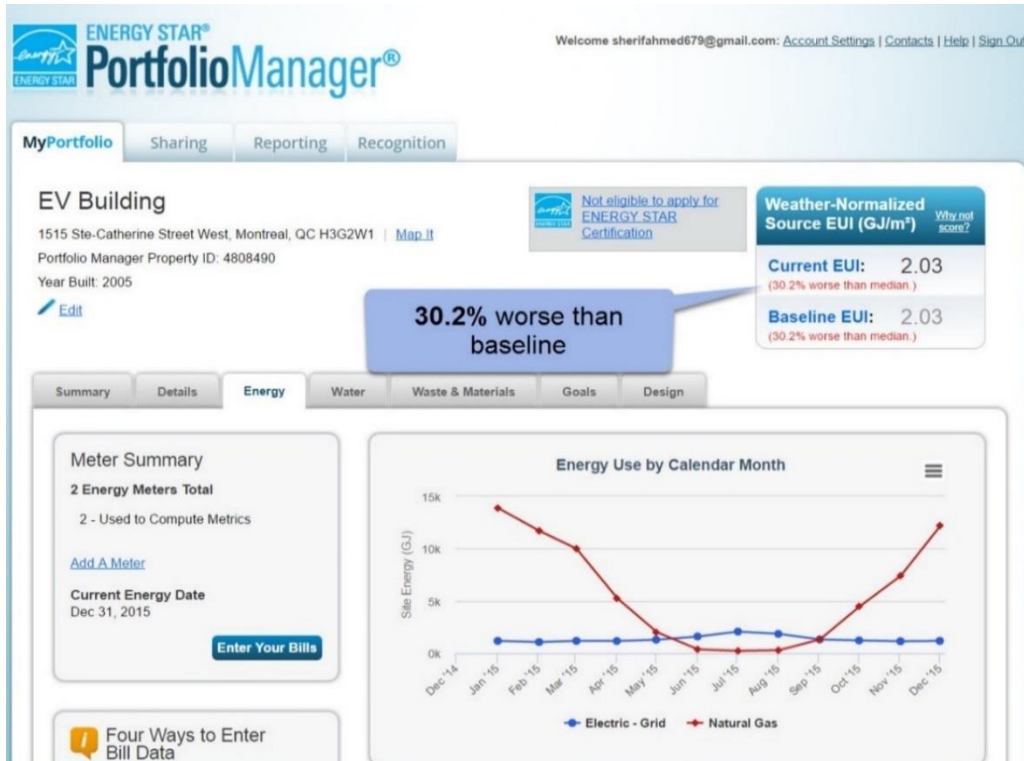 ENERGY STAR®
PortfolioManager®
energy
ENERGY STAR
Welcome sherifahmed679@gmail.com: Account Settings | Contacts | Help | Sign Out
MyPortfolio Sharing Reporting Recognition
EV Building
1515 Ste-Catherine Street West, Montreal, QC H3G2W1 | Map It
Portfolio Manager Property ID: 4808490
Year Built: 2005
Edit
Not eligible to apply for
ENERGY STAR
Certification
Weather-Normalized
Source EUI (GJ/m²)
Why not
score?
Current EUI: 2.03
(30.2% worse than median.)
Baseline EUI: 2.03
(30.2% worse than median.)
30.2% worse than
baseline
Summary Details Energy Water Waste & Materials Goals Design
Meter Summary
2 Energy Meters Total
2 - Used to Compute Metrics
Add A Meter
Current Energy Date
Dec 31, 2015
Enter Your Bills
Four Ways to Enter
Bill Data
Energy Use by Calendar Month
Site Energy (GJ)
15k
10k
5k
0k
Dec '14 Jan '15 Feb '15 Mar '15 Apr '15 May '15 Jun '15 Jul '15 Aug '15 Sep '15 Oct '15 Nov '15 Dec '15
Electric - Grid Natural Gas